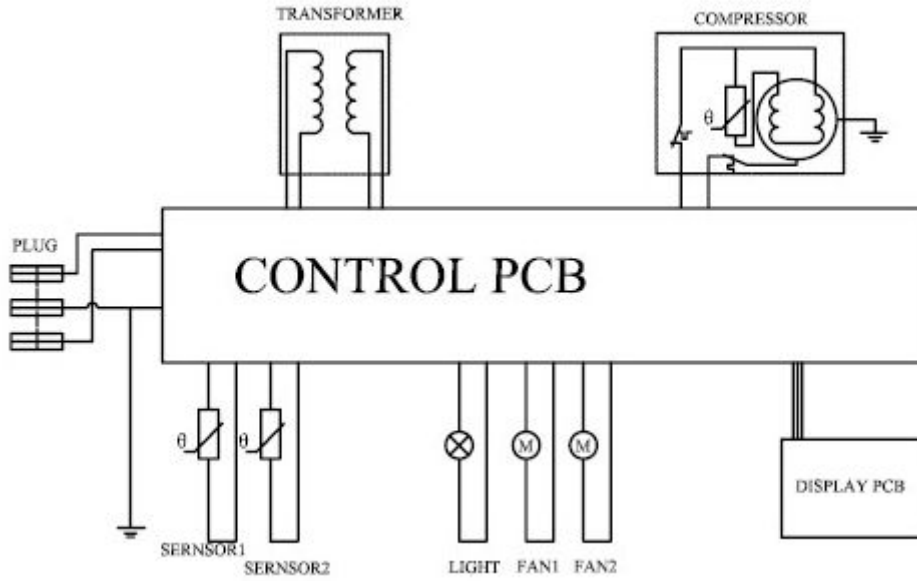 TRANSFORMER
COMPRESSOR
θ
PLUG
CONTROL PCB
θ
θ
M
M
DISPLAY PCB
SERNSOR1
SERNSOR2
LIGHT
FAN1
FAN2